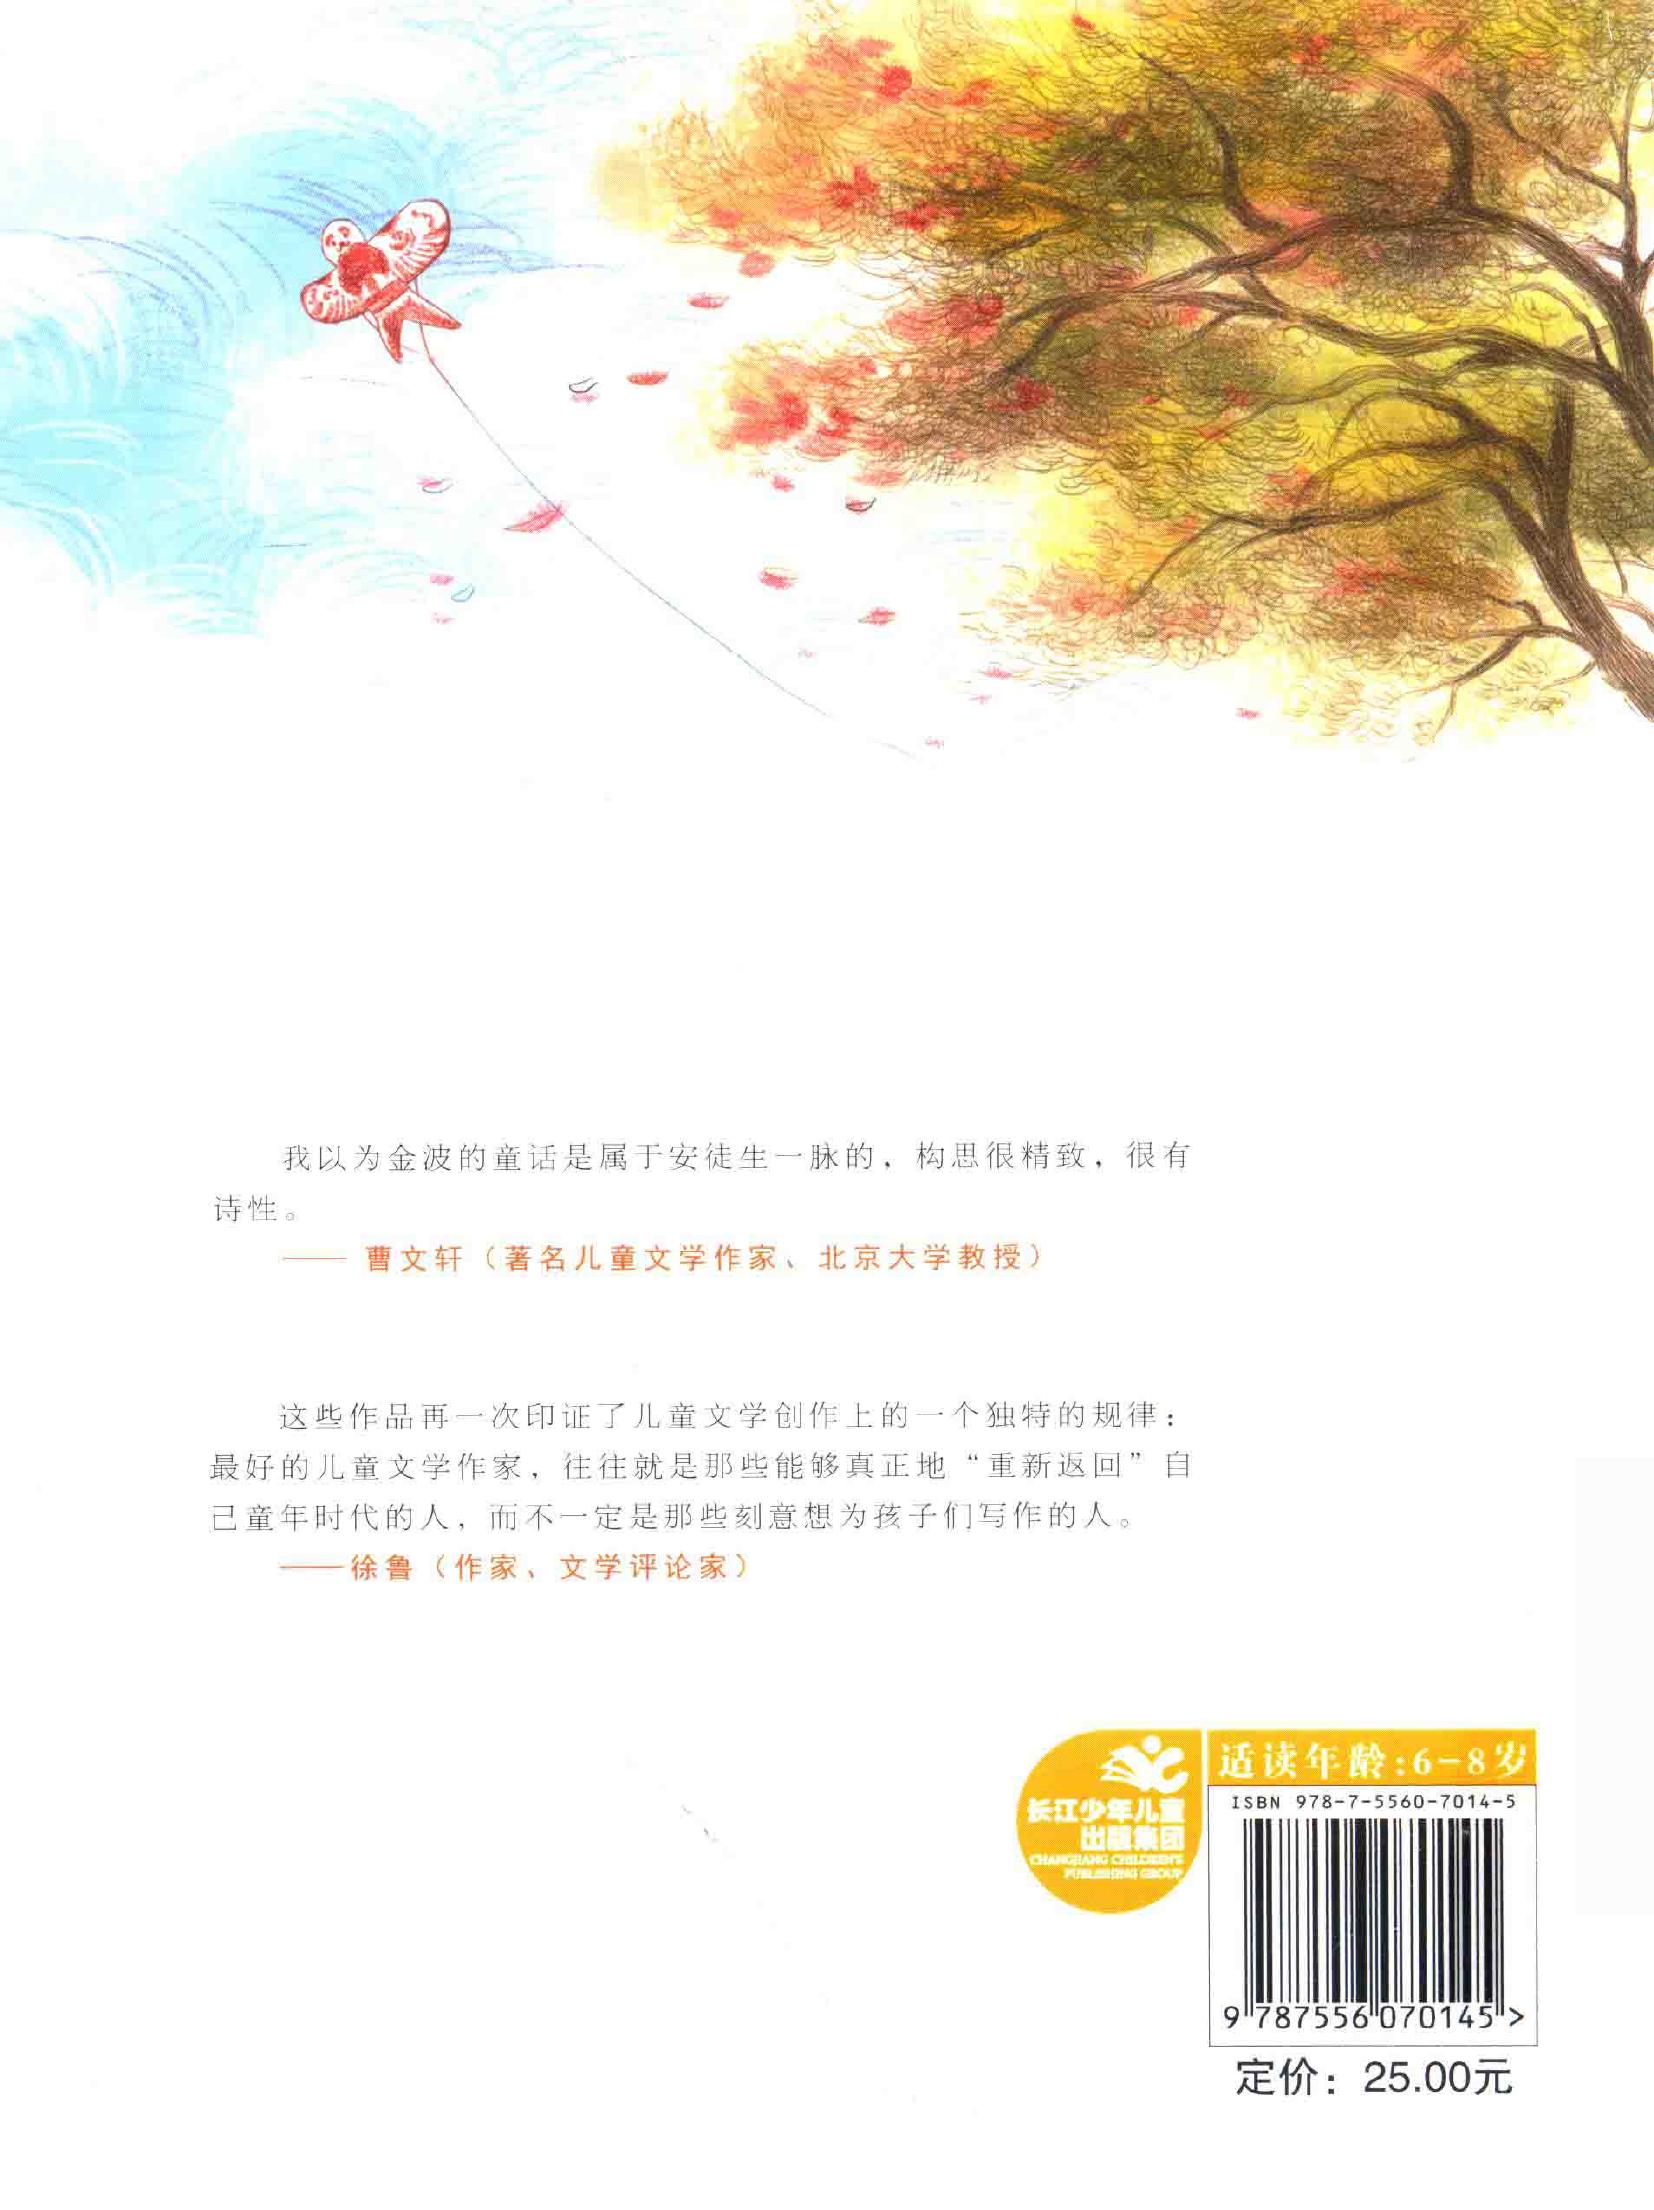 我以为金波的童话是属于安徒生一脉的，构思很精致，很有
诗性。
—— 曹文轩（著名儿童文学作家、北京大学教授）
这些作品再一次印证了儿童文学创作上的一个独特的规律：
最好的儿童文学作家，往往就是那些能够真正地“重新返回”自
己童年时代的人，而不一定是那些刻意想为孩子们写作的人。
——徐鲁（作家、文学评论家）
长江少年儿童
出版集团
CHANGJIANG CHILDREN'S
PUBLISHING GROUP
适读年龄：6－8岁
ISBN 978-7-5560-7014-5
9 787556 070145 >
定价：25.00元